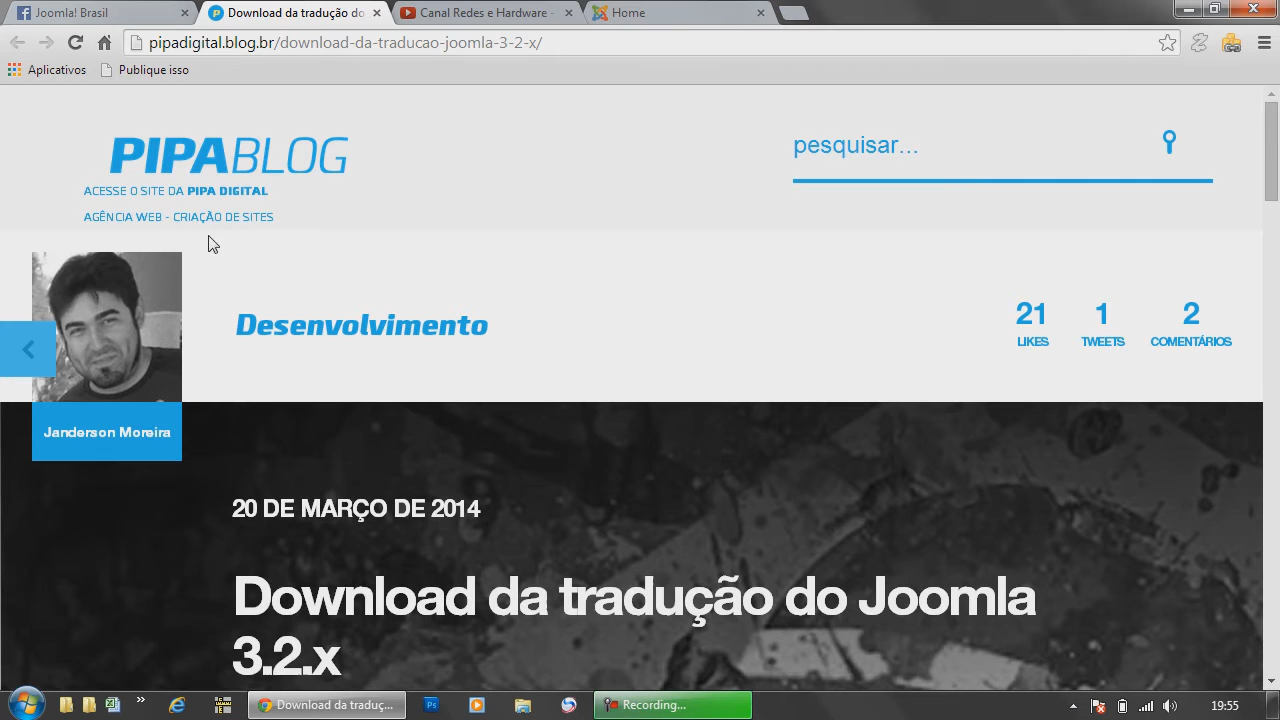 Joomla! Brasil
Download da tradução do
Canal Redes e Hardware -
Home
pipadigital.blog.br/download-da-traducao-joomla-3-2-x/
Aplicativos
Publique isso
PIPABLOG
pesquisar...
ACESSE O SITE DA PIPA DIGITAL
AGÊNCIA WEB - CRIAÇÃO DE SITES
Desenvolvimento
21 1 2
LIKES TWEETS COMENTÁRIOS
Janderson Moreira
20 DE MARÇO DE 2014
Download da tradução do Joomla
3.2.x
Download da traduç...
Ps
Recording...
19:55